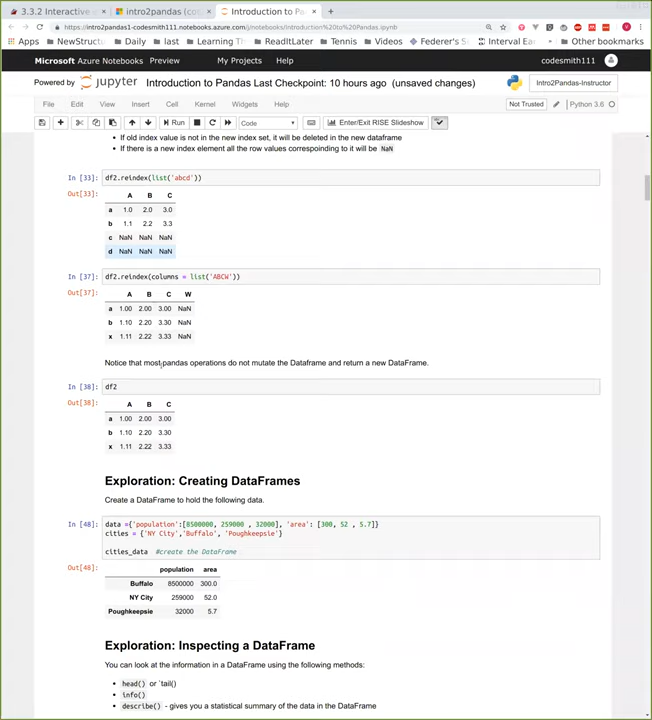 3.3.2 Interactive
intro2pandas (codesmith1
Introduction to Pa
https://intro2pandas1-codesmith111.notebooks.azure.com/j/notebooks/Introduction%20to%20Pandas.ipynb
Apps NewStructu Daily last Learning T ReadItLater Tennis Videos Federer's S Interval Ear » Other bookmarks
Microsoft Azure Notebooks Preview My Projects Help codesmith111
Powered by jupyter Introduction to Pandas Last Checkpoint: 10 hours ago (unsaved changes) Intro2Pandas-Instructor
File Edit View Insert Cell Kernel Widgets Help Not Trusted Python 3.6
Run Code Enter/Exit RISE Slideshow
• If old index value is not in the new index set, it will be deleted in the new dataframe
• If there is a new index element all the row values correspoinding to it will be NaN
In [33]: df2.reindex(list('abcd'))
Out[33]:
A B C
a 1.0 2.0 3.0
b 1.1 2.2 3.3
c NaN NaN NaN
d NaN NaN NaN
In [37]: df2.reindex(columns = list('ABCW'))
Out[37]:
A B C W
a 1.00 2.00 3.00 NaN
b 1.10 2.20 3.30 NaN
x 1.11 2.22 3.33 NaN
Notice that most pandas operations do not mutate the Dataframe and return a new DataFrame.
In [38]: df2
Out[38]:
A B C
a 1.00 2.00 3.00
b 1.10 2.20 3.30
x 1.11 2.22 3.33
Exploration: Creating DataFrames
Create a DataFrame to hold the following data.
In [48]: data ={'population':[8500000, 259000 , 32000], 'area': [300, 52 , 5.7]}
cities = {'NY City','Buffalo', 'Poughkeepsie'}
cities_data #create the DataFrame
Out[48]:
population area
Buffalo 8500000 300.0
NY City 259000 52.0
Poughkeepsie 32000 5.7
Exploration: Inspecting a DataFrame
You can look at the information in a DataFrame using the following methods:
• head() or `tail()
• info()
• describe() - gives you a statistical summary of the data in the DataFrame